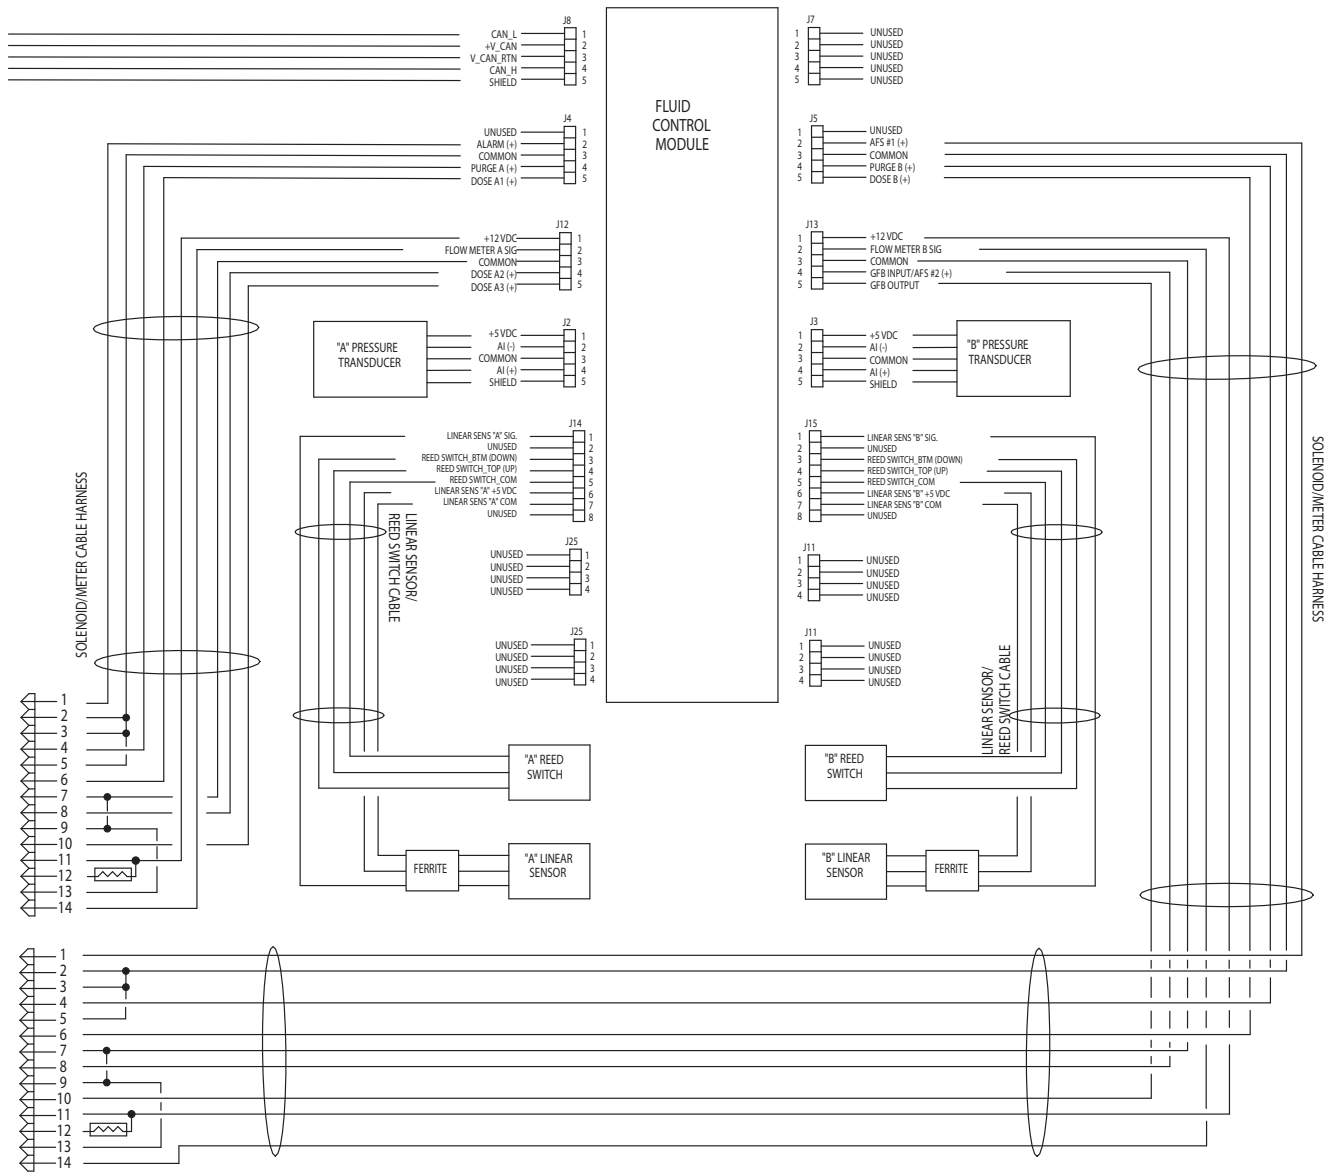 J8
CAN_L 1
+V_CAN 2
V_CAN_RTN 3
CAN_H 4
SHIELD 5
J4
UNUSED 1
ALARM (+) 2
COMMON 3
PURGE A (+) 4
DOSE A1 (+) 5
J12
+12 VDC 1
FLOW METER A SIG 2
COMMON 3
DOSE A2 (+) 4
DOSE A3 (+) 5
"A" PRESSURE
TRANSDUCER
J2
+5 VDC 1
AI (-) 2
COMMON 3
AI (+) 4
SHIELD 5
J14
LINEAR SENS "A" SIG. 1
UNUSED 2
REED SWITCH_BTM (DOWN) 3
REED SWITCH_TOP (UP) 4
REED SWITCH_COM 5
LINEAR SENS "A" +5 VDC 6
LINEAR SENS "A" COM 7
UNUSED 8
J25
UNUSED 1
UNUSED 2
UNUSED 3
UNUSED 4
J25
UNUSED 1
UNUSED 2
UNUSED 3
UNUSED 4
FLUID
CONTROL
MODULE
J7
1 UNUSED
2 UNUSED
3 UNUSED
4 UNUSED
5 UNUSED
J5
1 UNUSED
2 AFS #1 (+)
3 COMMON
4 PURGE B (+)
5 DOSE B (+)
J13
1 +12 VDC
2 FLOW METER B SIG
3 COMMON
4 GFB INPUT/AFS #2 (+)
5 GFB OUTPUT
J3
1 +5 VDC
2 AI (-)
3 COMMON
4 AI (+)
5 SHIELD
"B" PRESSURE
TRANSDUCER
J15
1 LINEAR SENS "B" SIG.
2 UNUSED
3 REED SWITCH_BTM (DOWN)
4 REED SWITCH_TOP (UP)
5 REED SWITCH_COM
6 LINEAR SENS "B" +5 VDC
7 LINEAR SENS "B" COM
8 UNUSED
J11
1 UNUSED
2 UNUSED
3 UNUSED
4 UNUSED
J11
1 UNUSED
2 UNUSED
3 UNUSED
4 UNUSED
SOLENOID/METER CABLE HARNESS
LINEAR SENSOR/
REED SWITCH CABLE
LINEAR SENSOR/
REED SWITCH CABLE
SOLENOID/METER CABLE HARNESS
"A" REED
SWITCH
FERRITE
"A" LINEAR
SENSOR
"B" REED
SWITCH
"B" LINEAR
SENSOR
FERRITE
1
2
3
4
5
6
7
8
9
10
11
12
13
14
1
2
3
4
5
6
7
8
9
10
11
12
13
14